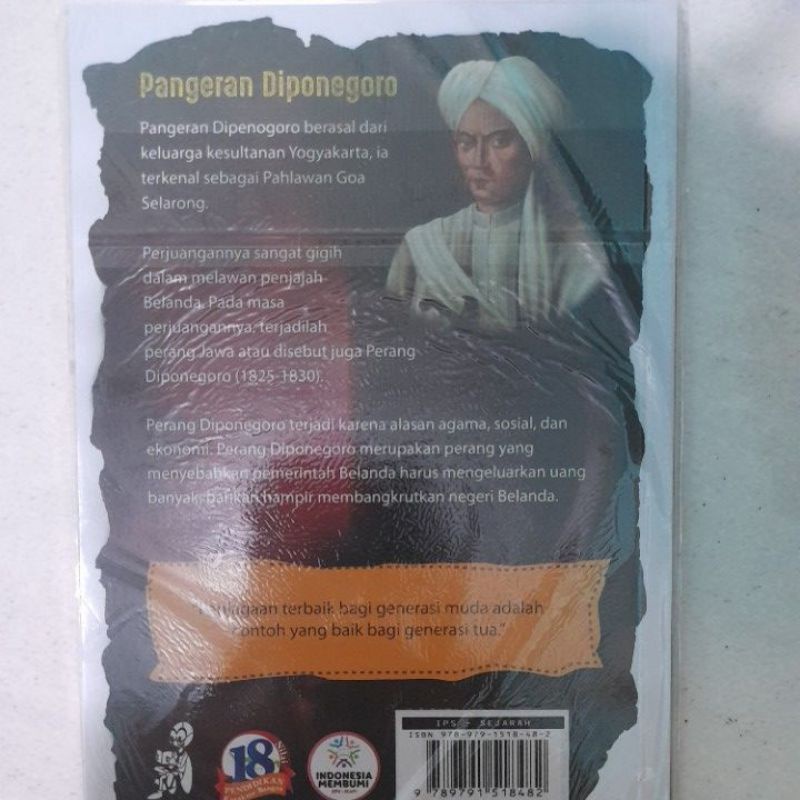 Pangeran Diponegoro
Pangeran Dipenogoro berasal dari
keluarga kesultanan Yogyakarta, ia
terkenal sebagai Pahlawan Goa
Selarong.
Perjuangannya sangat gigih
dalam melawan penjajah
Belanda. Pada masa
perjuangannya, terjadilah
perang Jawa atau disebut juga Perang
Diponegoro (1825-1830).
Perang Diponegoro terjadi karena alasan agama, sosial, dan
ekonomi. Perang Diponegoro merupakan perang yang
menyebabkan pemerintah Belanda harus mengeluarkan uang
banyak, bahkan hampir membangkrutkan negeri Belanda.
terbaik bagi generasi muda adalah
contoh yang baik bagi generasi tua."
IPS - SEJARAH
ISBN 978-979-1518-48-2
18 Nilai
PENDIDIKAN
INDONESIA
MEMBUMI
9 789791 518482